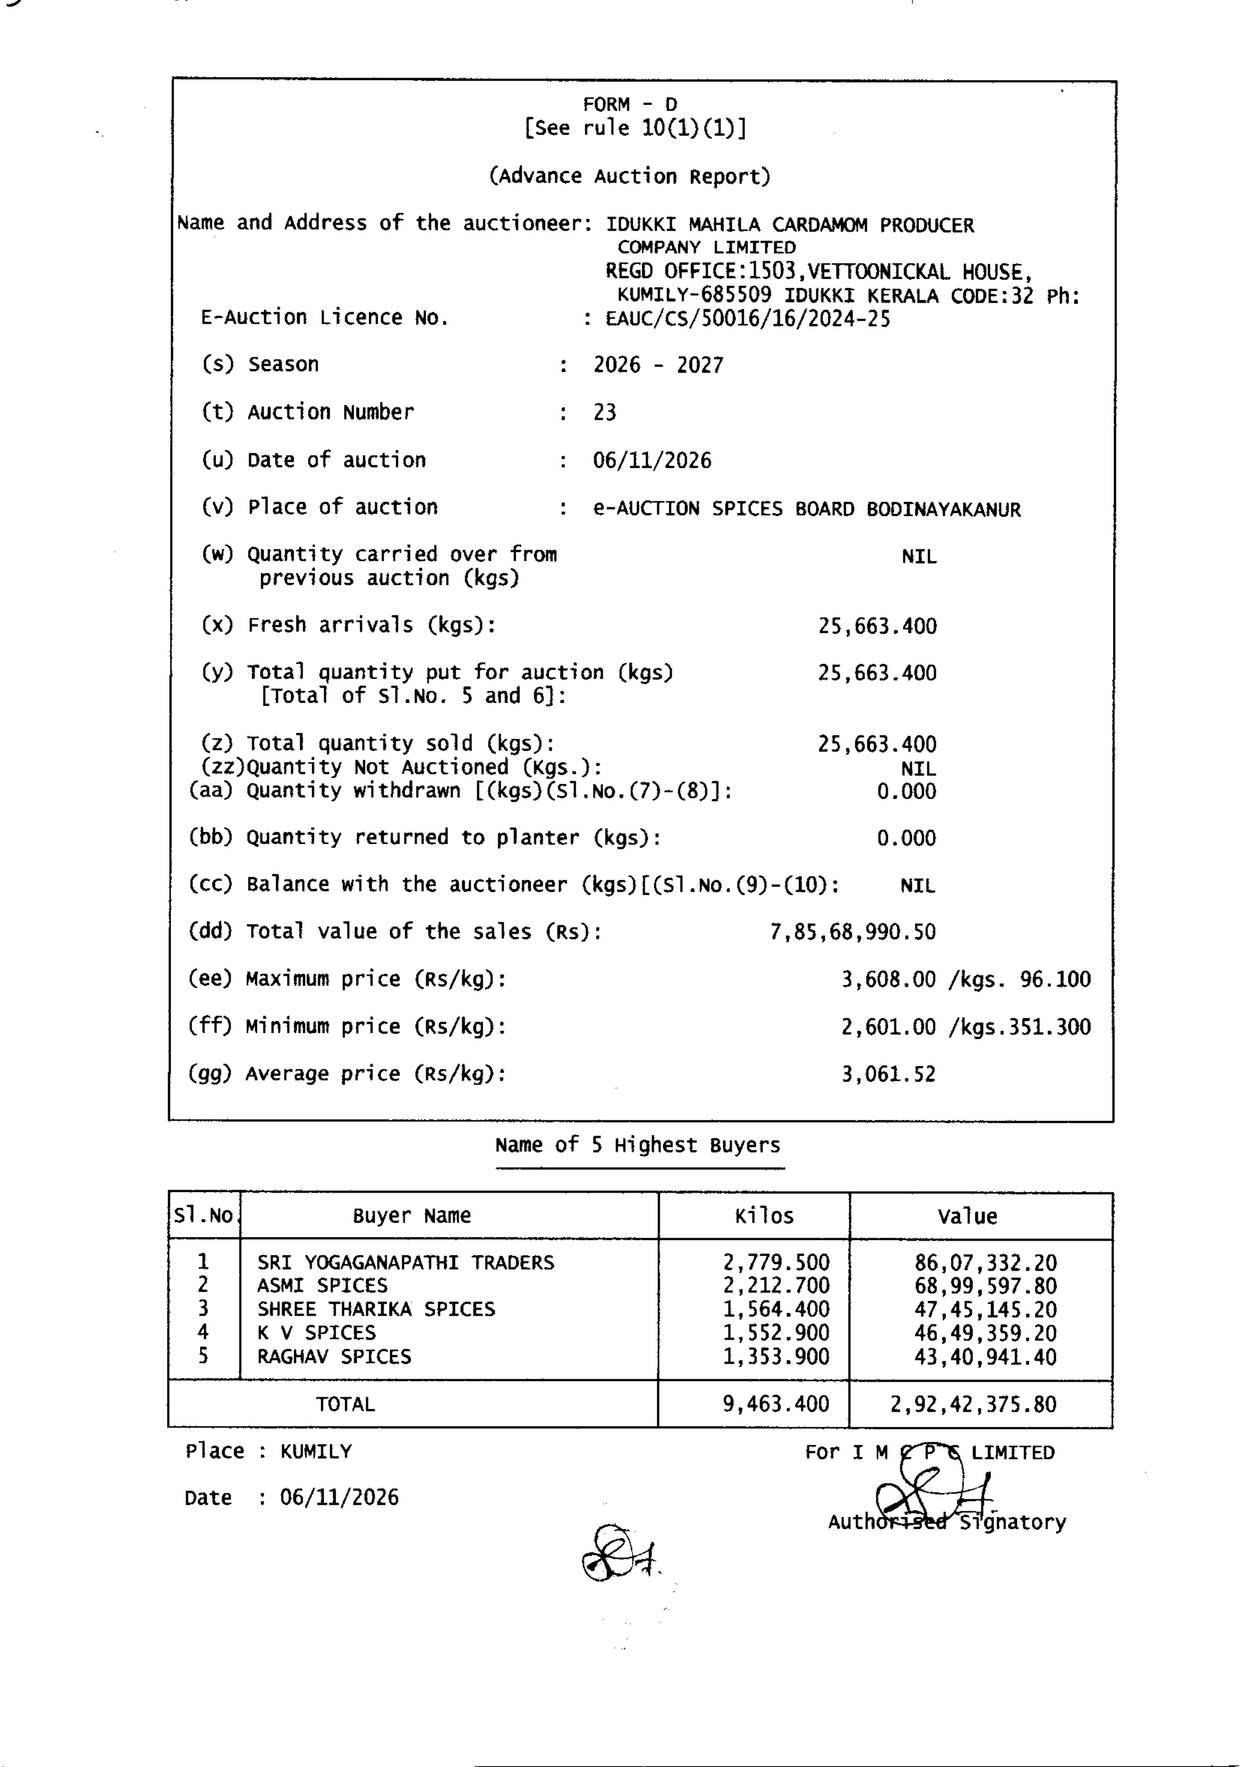 FORM - D
[See rule 10(1)(1)]
(Advance Auction Report)
Name and Address of the auctioneer: IDUKKI MAHILA CARDAMOM PRODUCER
COMPANY LIMITED
REGD OFFICE:1503,VETTOONICKAL HOUSE,
KUMILY-685509 IDUKKI KERALA CODE:32 Ph:
E-Auction Licence No. : EAUC/CS/50016/16/2024-25
(s) Season : 2026 - 2027
(t) Auction Number : 23
(u) Date of auction : 06/11/2026
(v) Place of auction : e-AUCTION SPICES BOARD BODINAYAKANUR
(w) Quantity carried over from NIL
previous auction (kgs)
(x) Fresh arrivals (kgs): 25,663.400
(y) Total quantity put for auction (kgs) 25,663.400
[Total of Sl.No. 5 and 6]:
(z) Total quantity sold (kgs): 25,663.400
(zz)Quantity Not Auctioned (Kgs.): NIL
(aa) Quantity withdrawn [(kgs)(Sl.No.(7)-(8)]: 0.000
(bb) Quantity returned to planter (kgs): 0.000
(cc) Balance with the auctioneer (kgs)[(Sl.No.(9)-(10): NIL
(dd) Total value of the sales (Rs): 7,85,68,990.50
(ee) Maximum price (Rs/kg): 3,608.00 /kgs. 96.100
(ff) Minimum price (Rs/kg): 2,601.00 /kgs.351.300
(gg) Average price (Rs/kg): 3,061.52
Name of 5 Highest Buyers
Sl.No. Buyer Name Kilos Value
1 SRI YOGAGANAPATHI TRADERS 2,779.500 86,07,332.20
2 ASMI SPICES 2,212.700 68,99,597.80
3 SHREE THARIKA SPICES 1,564.400 47,45,145.20
4 K V SPICES 1,552.900 46,49,359.20
5 RAGHAV SPICES 1,353.900 43,40,941.40
TOTAL 9,463.400 2,92,42,375.80
Place : KUMILY For I M C P C LIMITED
Date : 06/11/2026
Authorised Signatory